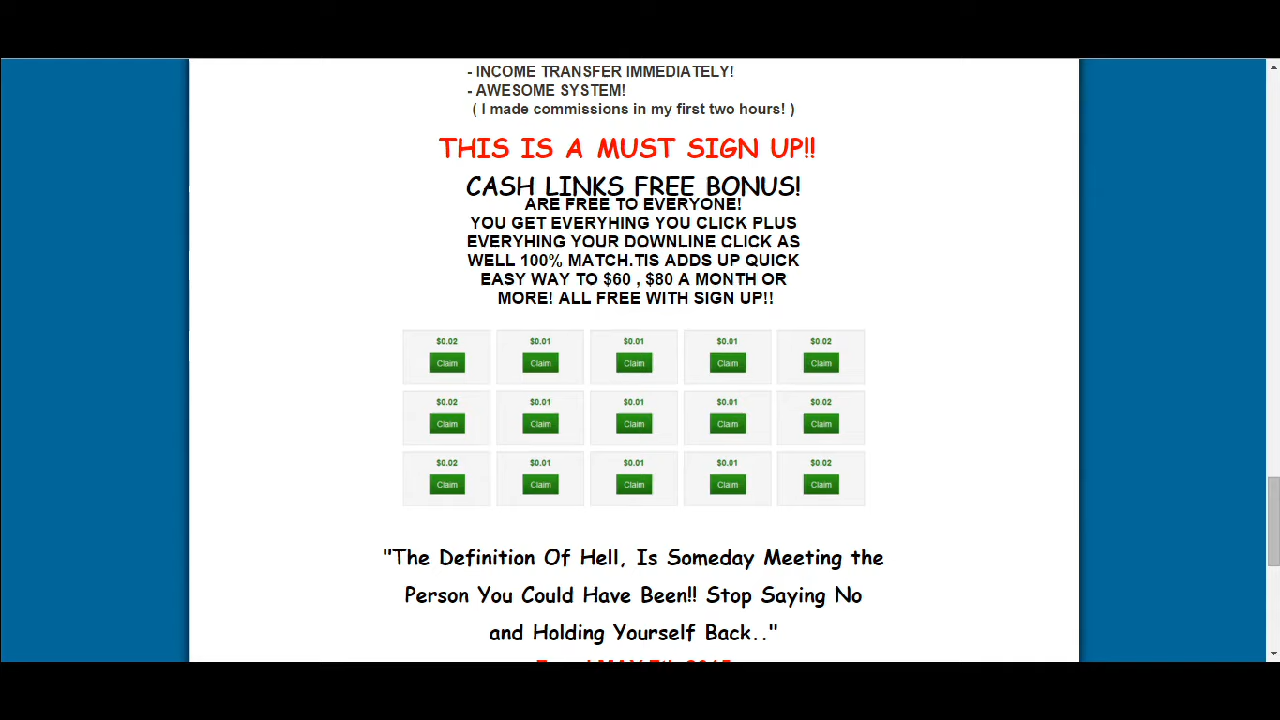 - INCOME TRANSFER IMMEDIATELY!
- AWESOME SYSTEM!
( I made commissions in my first two hours! )
THIS IS A MUST SIGN UP!!
CASH LINKS FREE BONUS!
ARE FREE TO EVERYONE!
YOU GET EVERYHING YOU CLICK PLUS
EVERYHING YOUR DOWNLINE CLICK AS
WELL 100% MATCH.TIS ADDS UP QUICK
EASY WAY TO $60 , $80 A MONTH OR
MORE! ALL FREE WITH SIGN UP!!
$0.02 $0.01 $0.01 $0.01 $0.02
Claim Claim Claim Claim Claim
$0.02 $0.01 $0.01 $0.01 $0.02
Claim Claim Claim Claim Claim
$0.02 $0.01 $0.01 $0.01 $0.02
Claim Claim Claim Claim Claim
"The Definition Of Hell, Is Someday Meeting the
Person You Could Have Been!! Stop Saying No
and Holding Yourself Back.."